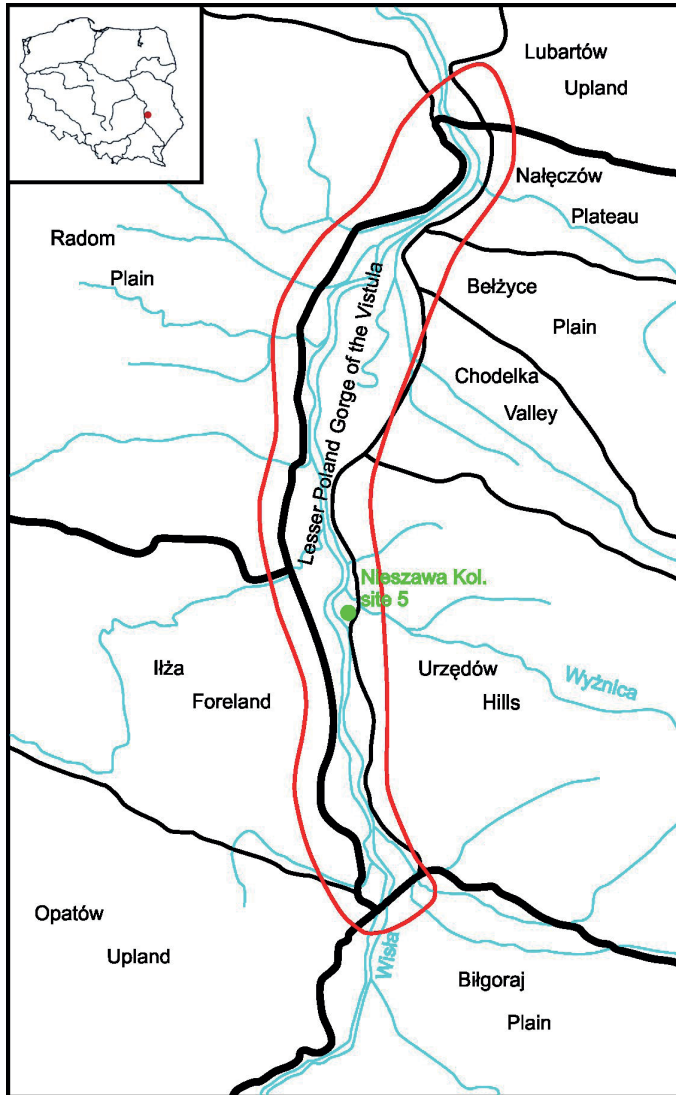 Lubartów
Upland
Nałęczów
Plateau
Radom
Plain
Bełżyce
Plain
Chodelka
Valley
Lesser Poland Gorge of the Vistula
Nieszawa Kol.
site 5
Iłża
Foreland
Urzędów
Hills
Wyżnica
Opatów
Upland
Wisła
Biłgoraj
Plain